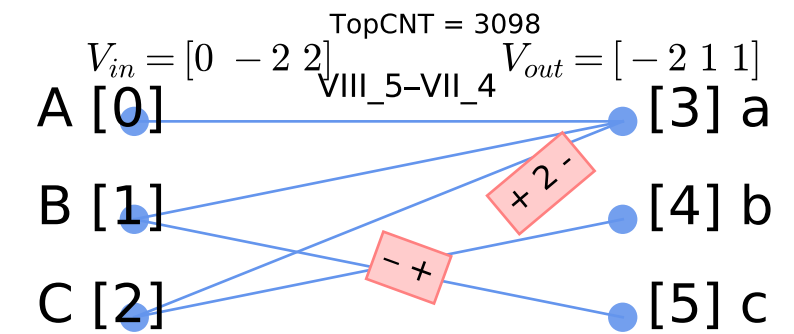 TopCNT = 3098
V_in = [0 −2 2] V_out = [−2 1 1]
VIII_5–VII_4
A [0] [3] a
+ 2 -
B [1] [4] b
− +
C [2] [5] c